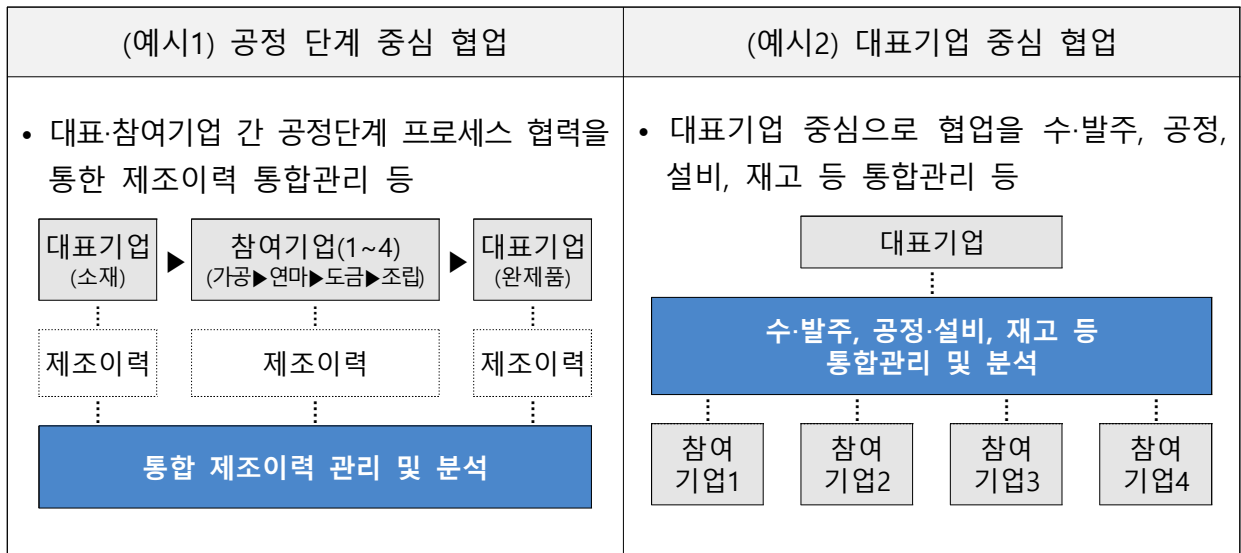 (예시1) 공정 단계 중심 협업
• 대표·참여기업 간 공정단계 프로세스 협력을
통한 제조이력 통합관리 등
대표기업
(소재)
▶
참여기업(1~4)
(가공▶연마▶도금▶조립)
▶
대표기업
(완제품)
제조이력
제조이력
제조이력
통합 제조이력 관리 및 분석
(예시2) 대표기업 중심 협업
• 대표기업 중심으로 협업을 수·발주, 공정,
설비, 재고 등 통합관리 등
대표기업
수·발주, 공정·설비, 재고 등
통합관리 및 분석
참여
기업1
참여
기업2
참여
기업3
참여
기업4